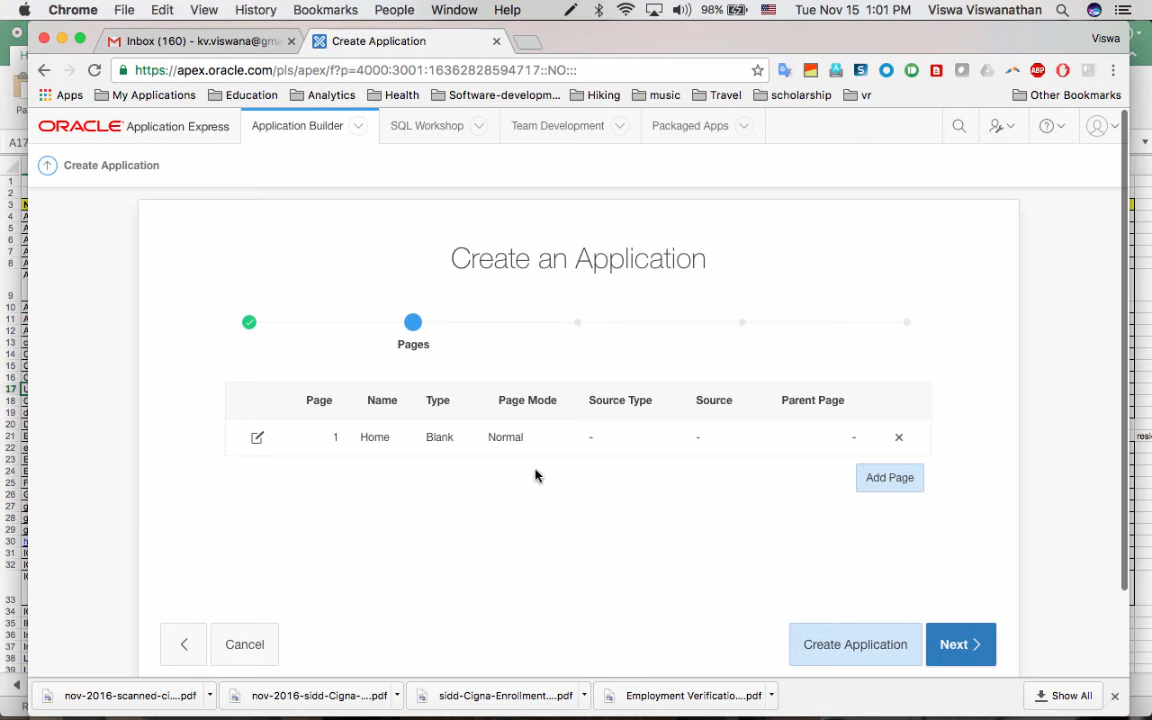 Chrome File Edit View History Bookmarks People Window Help 98% Tue Nov 15 1:01 PM Viswa Viswanathan
Inbox (160) - kv.viswana@gma
Create Application
Viswa
https://apex.oracle.com/pls/apex/f?p=4000:3001:16362828594717::NO:::
Apps My Applications Education Analytics Health Software-developm... Hiking music Travel scholarship vr Other Bookmarks
ORACLE Application Express Application Builder SQL Workshop Team Development Packaged Apps
Create Application
Create an Application
Pages
Page Name Type Page Mode Source Type Source Parent Page
1 Home Blank Normal - - -
Add Page
Cancel Create Application Next
nov-2016-scanned-ci....pdf nov-2016-sidd-Cigna-....pdf sidd-Cigna-Enrollment....pdf Employment Verificatio....pdf Show All